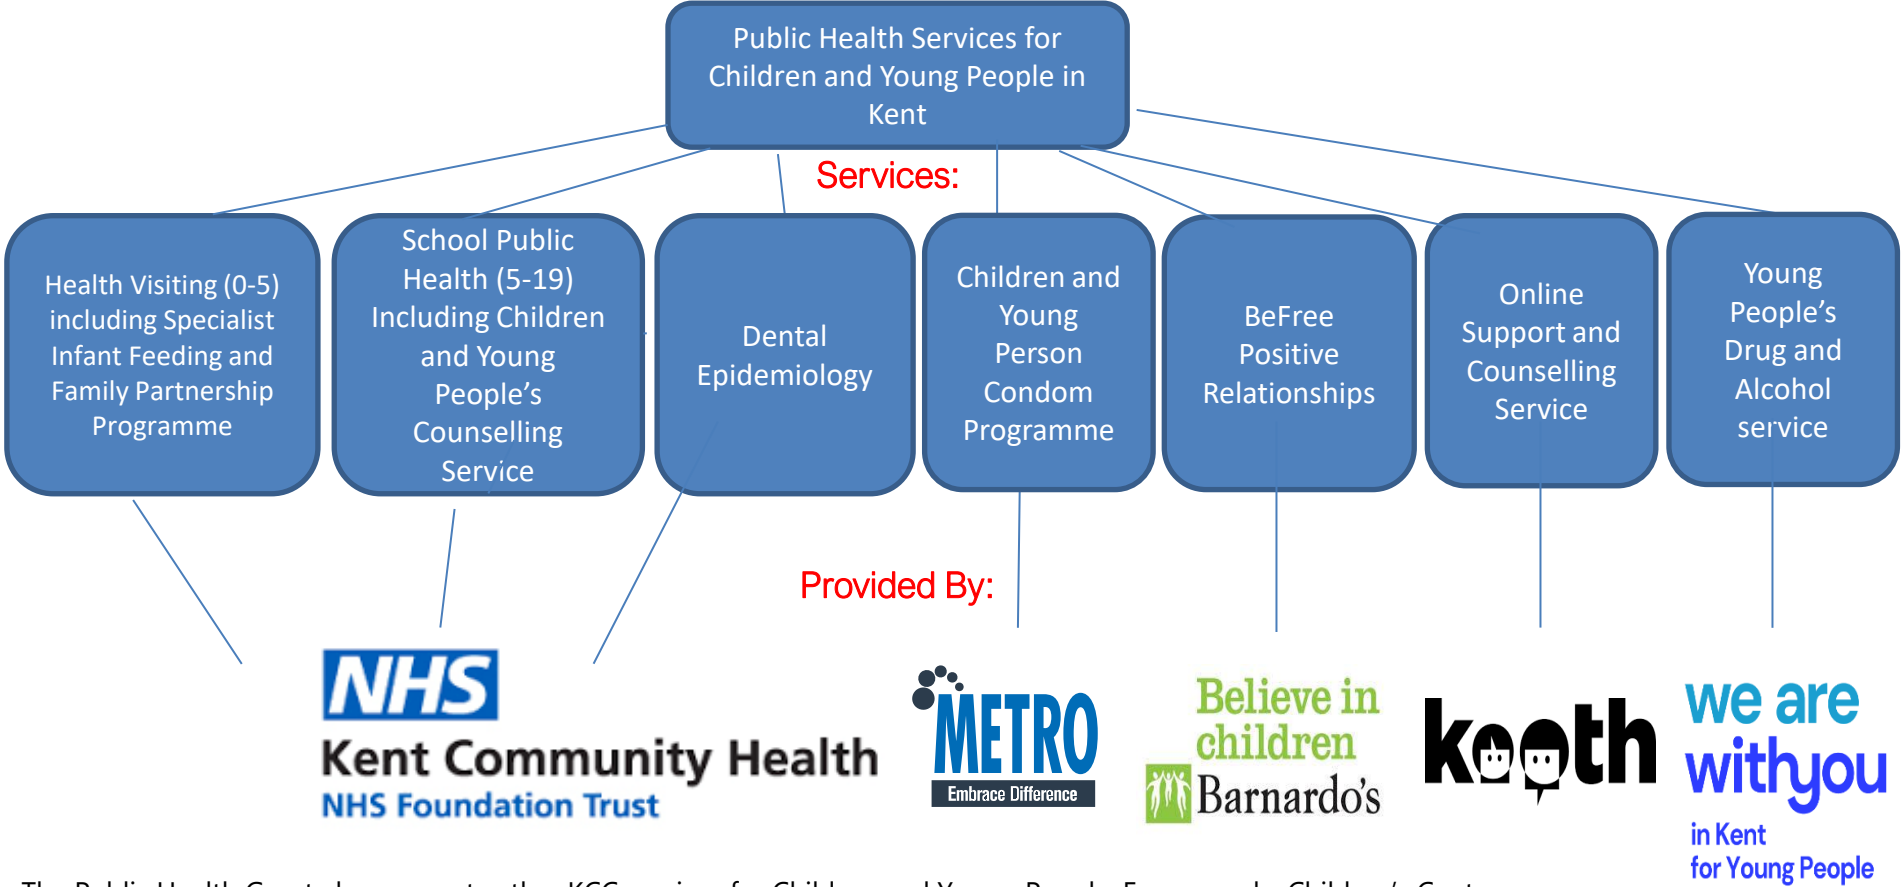 Public Health Services for
Children and Young People in
Kent
Services:
Health Visiting (0-5)
including Specialist
Infant Feeding and
Family Partnership
Programme
School Public
Health (5-19)
Including Children
and Young
People's
Counselling
Service
Dental
Epidemiology
Children and
Young
Person
Condom
Programme
BeFree
Positive
Relationships
Online
Support and
Counselling
Service
Young
People's
Drug and
Alcohol
service
Provided By:
NHS
Kent Community Health
NHS Foundation Trust
METRO
Embrace Difference
Believe in
children
Barnardo's
kooth
we are
withyou
in Kent
for Young People